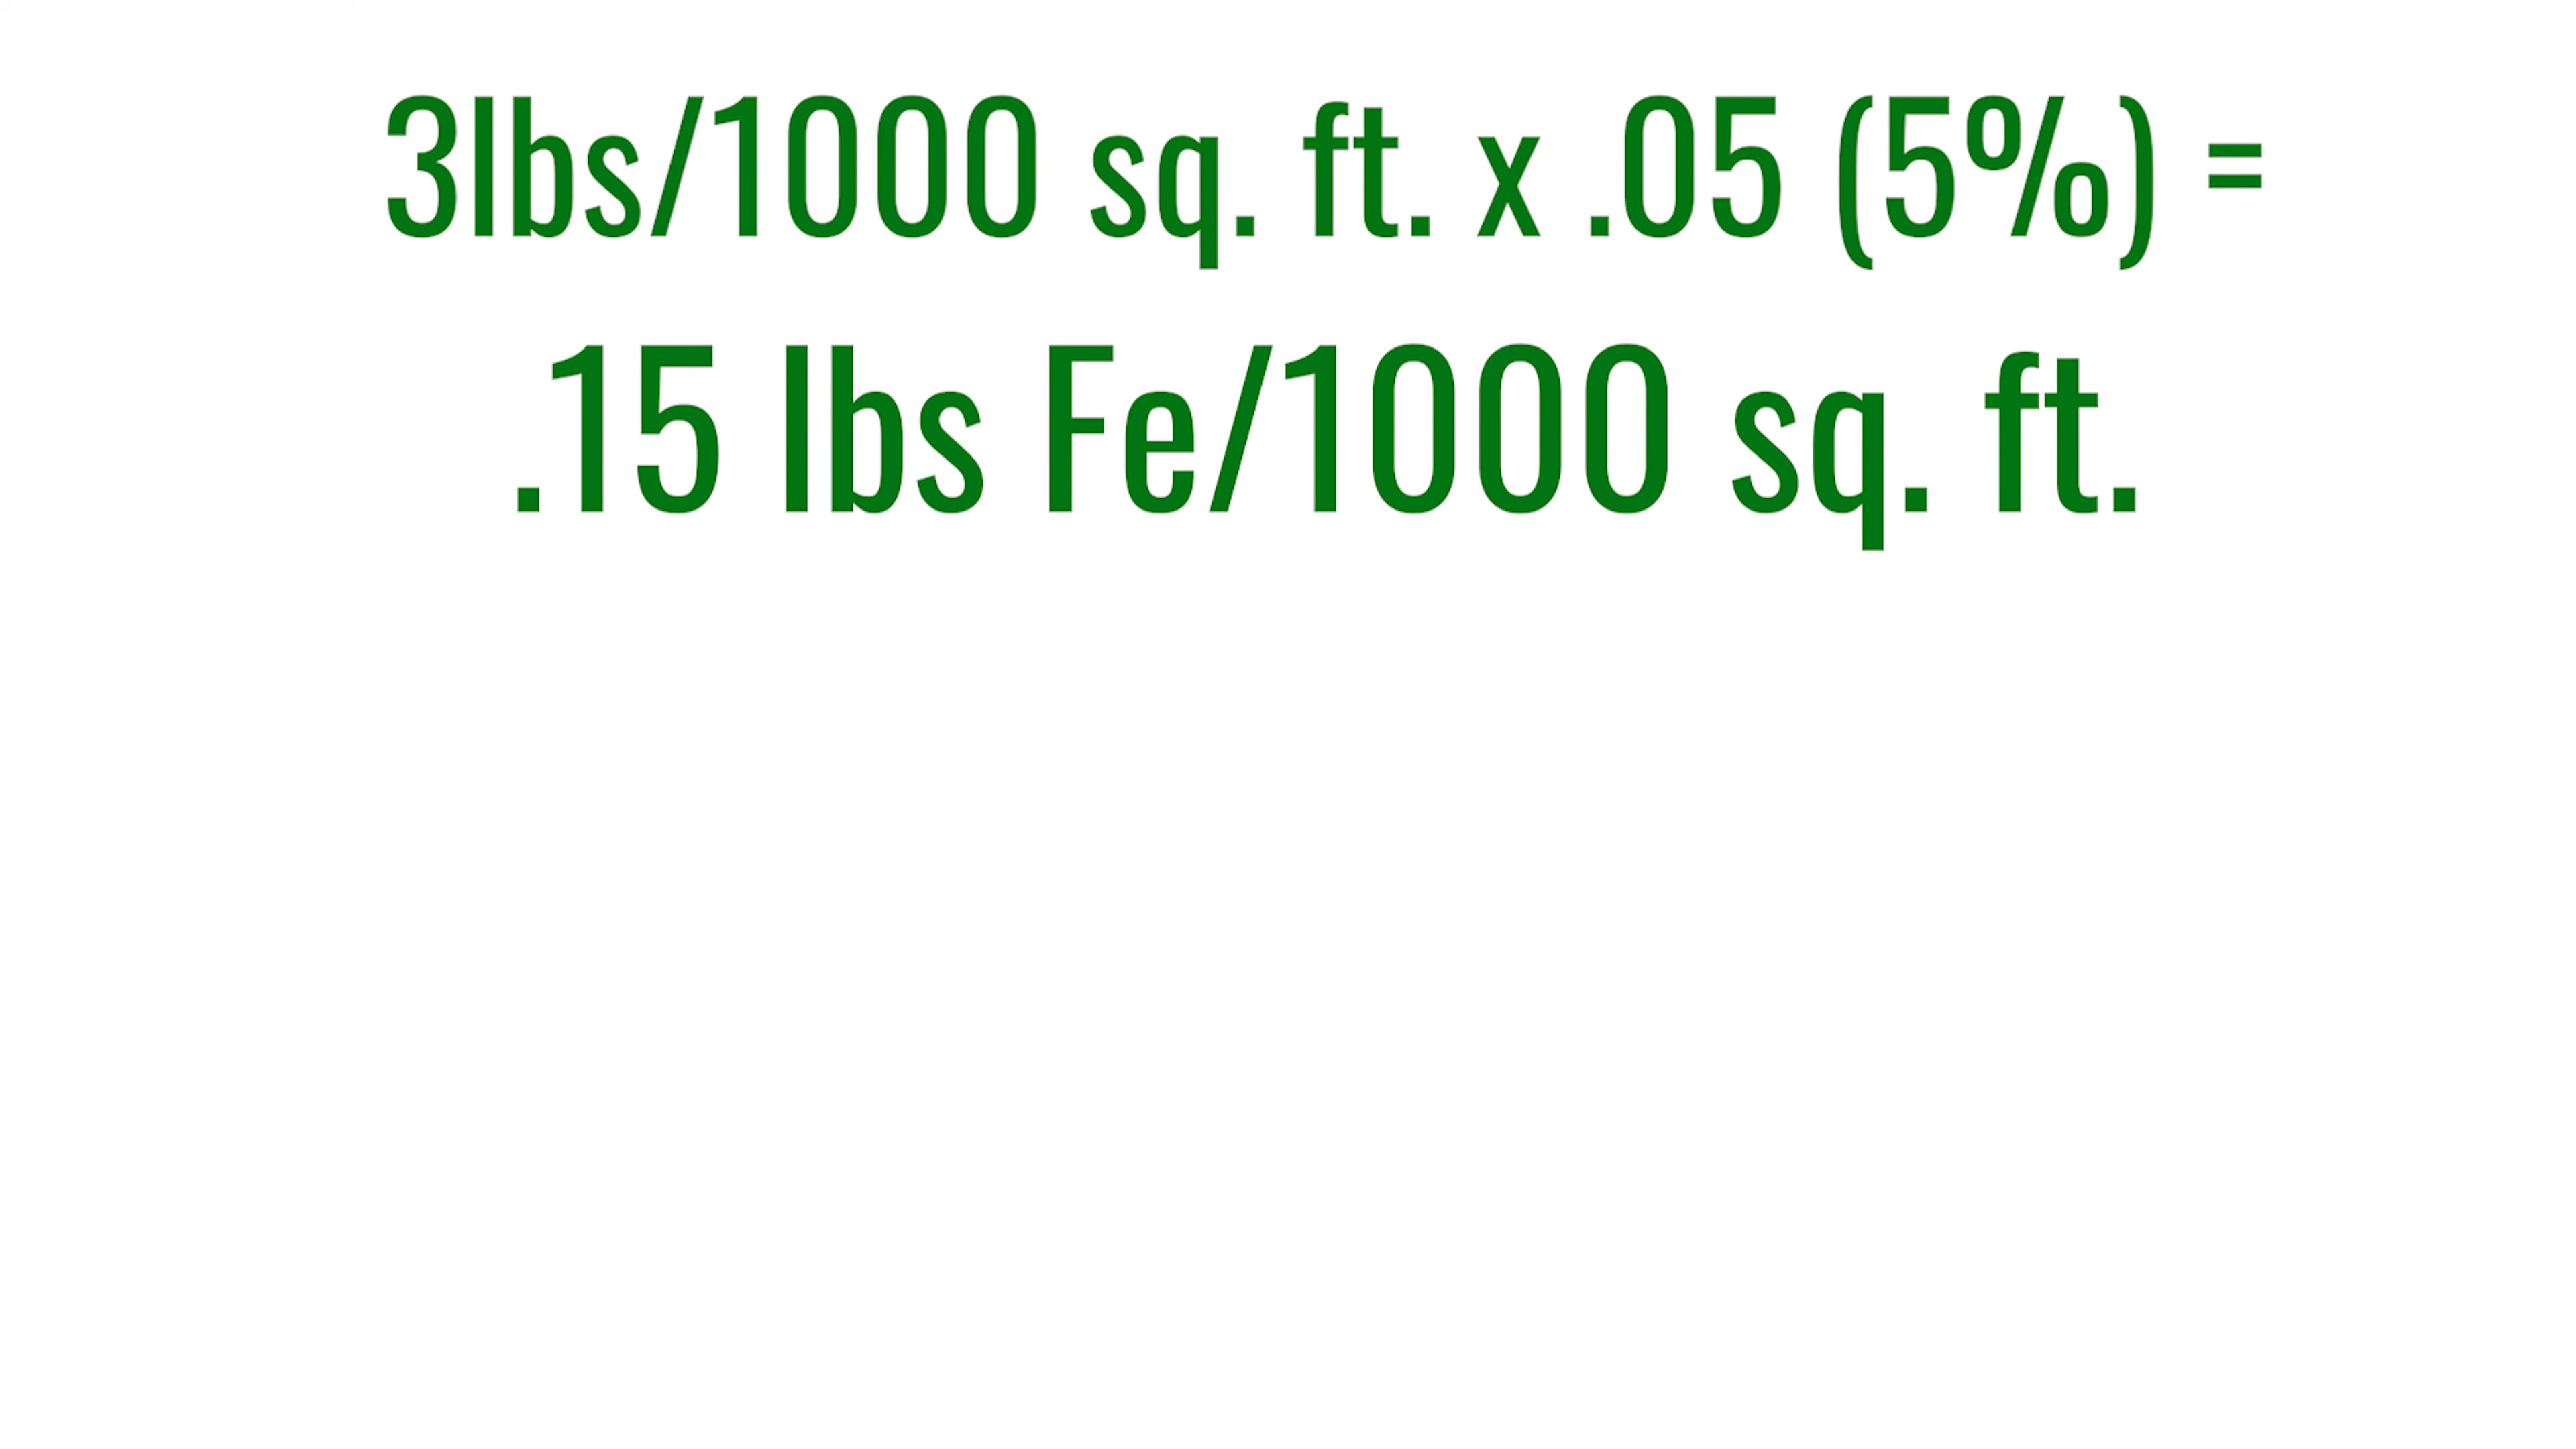 3lbs/1000 sq. ft. x .05 (5%) =
.15 lbs Fe/1000 sq. ft.